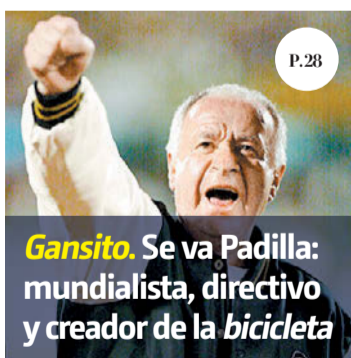 P.28
Gansito. Se va Padilla:
mundialista, directivo
y creador de la bicicleta